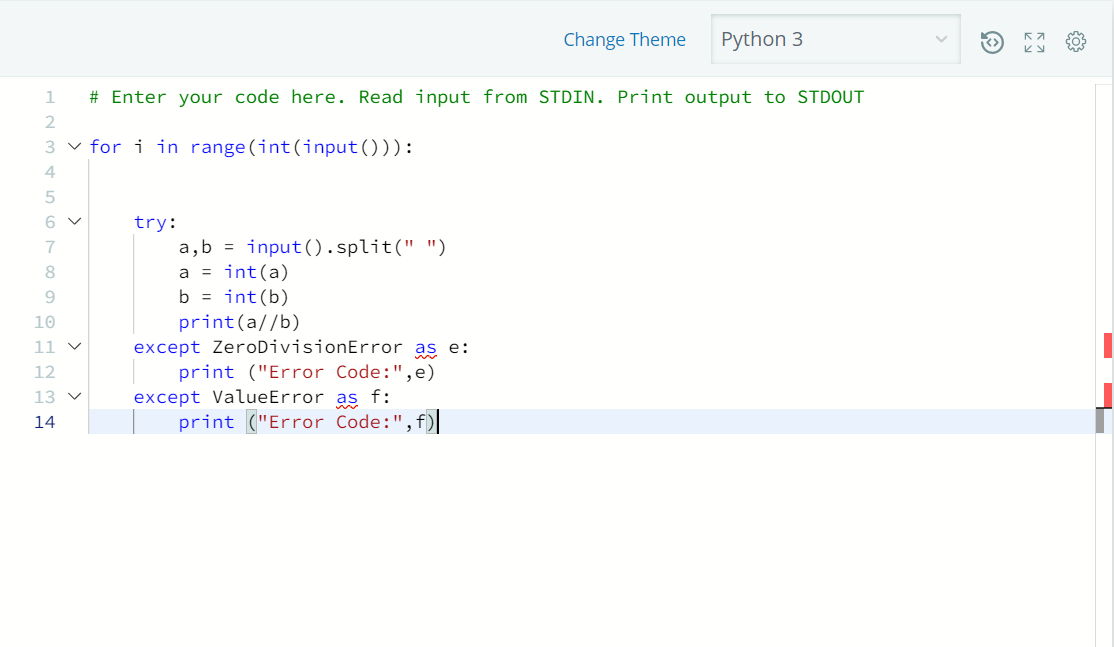 Change Theme Python 3
1 # Enter your code here. Read input from STDIN. Print output to STDOUT
2
3 for i in range(int(input())):
4
5
6 try:
7 a,b = input().split(" ")
8 a = int(a)
9 b = int(b)
10 print(a//b)
11 except ZeroDivisionError as e:
12 print ("Error Code:",e)
13 except ValueError as f:
14 print ("Error Code:",f)